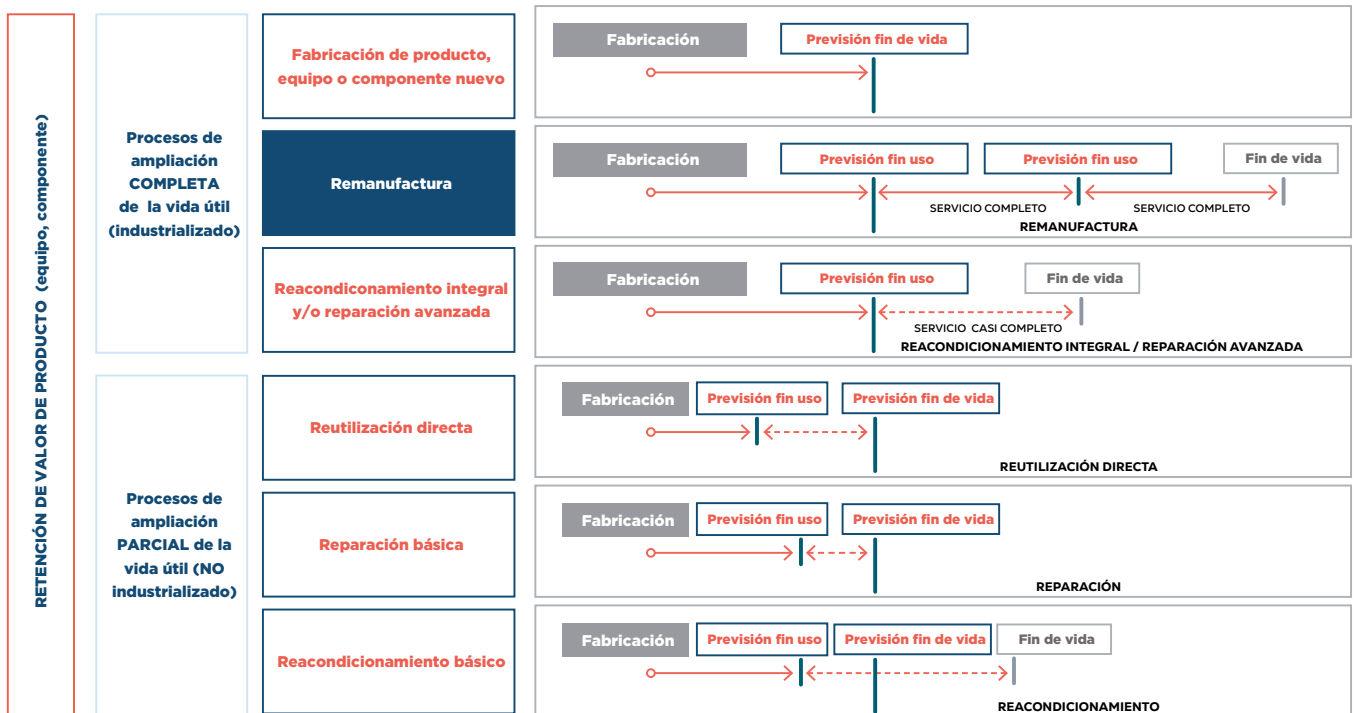 RETENCIÓN DE VALOR DE PRODUCTO (equipo, componente)
Procesos de
ampliación
COMPLETA
de la vida útil
(industrializado)
Fabricación de producto,
equipo o componente nuevo
Fabricación
Previsión fin de vida
Remanufactura
Fabricación
Previsión fin uso
Previsión fin uso
Fin de vida
SERVICIO COMPLETO
SERVICIO COMPLETO
REMANUFACTURA
Reacondiconamiento integral
y/o reparación avanzada
Fabricación
Previsión fin uso
Fin de vida
SERVICIO CASI COMPLETO
REACONDICIONAMIENTO INTEGRAL / REPARACIÓN AVANZADA
Procesos de
ampliación
PARCIAL de la
vida útil (NO
industrializado)
Reutilización directa
Fabricación
Previsión fin uso
Previsión fin de vida
REUTILIZACIÓN DIRECTA
Reparación básica
Fabricación
Previsión fin uso
Previsión fin de vida
REPARACIÓN
Reacondicionamiento básico
Fabricación
Previsión fin uso
Previsión fin de vida
Fin de vida
REACONDICIONAMIENTO